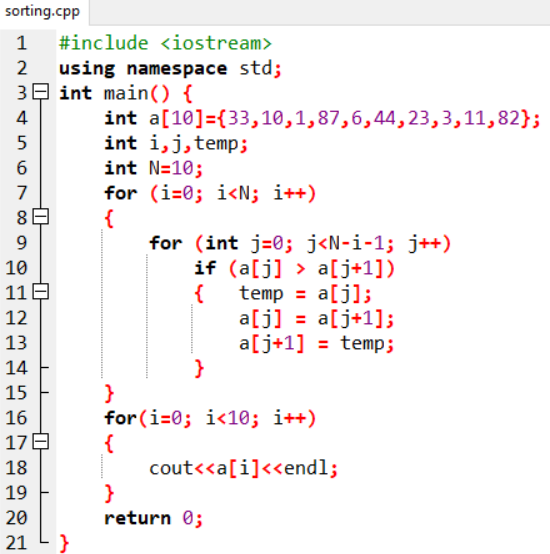 sorting.cpp
1 #include <iostream>
2 using namespace std;
3 int main() {
4 int a[10]={33,10,1,87,6,44,23,3,11,82};
5 int i,j,temp;
6 int N=10;
7 for (i=0; i<N; i++)
8 {
9 for (int j=0; j<N-i-1; j++)
10 if (a[j] > a[j+1])
11 { temp = a[j];
12 a[j] = a[j+1];
13 a[j+1] = temp;
14 }
15 }
16 for(i=0; i<10; i++)
17 {
18 cout<<a[i]<<endl;
19 }
20 return 0;
21 }